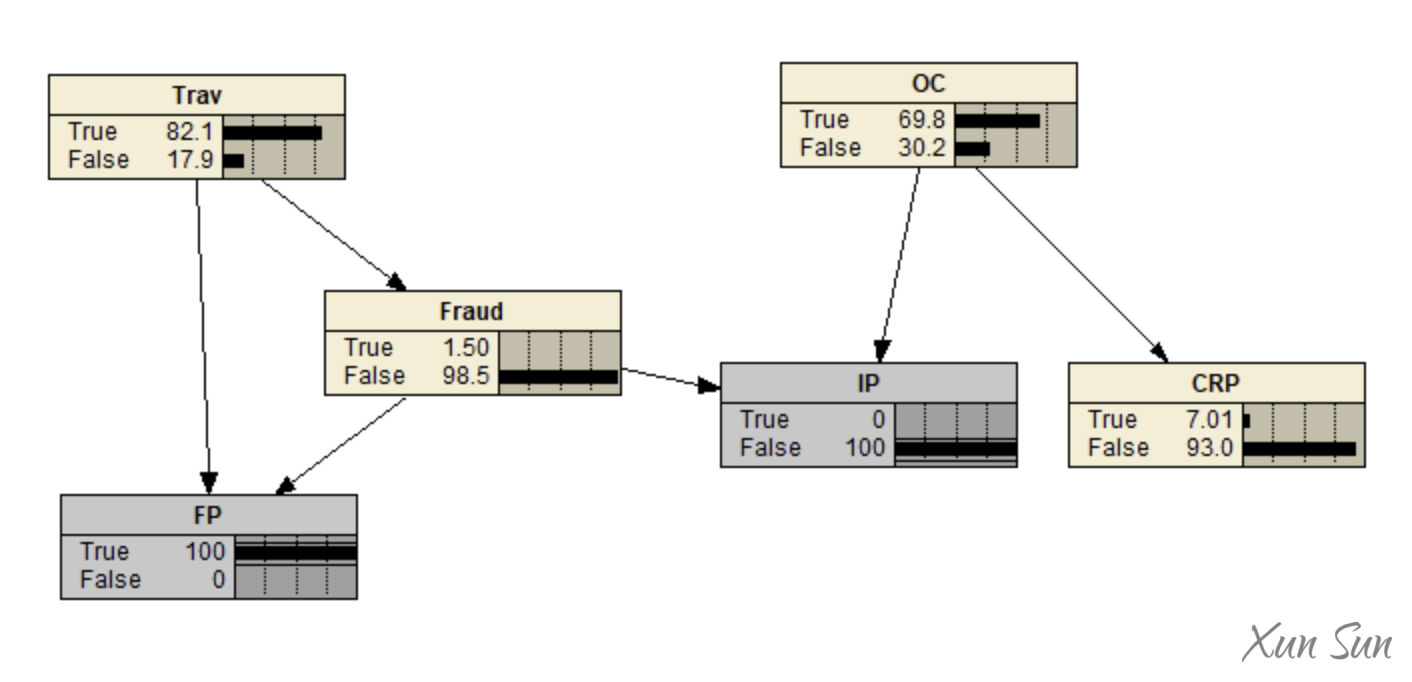 Trav
True 82.1
False 17.9
OC
True 69.8
False 30.2
Fraud
True 1.50
False 98.5
IP
True 0
False 100
CRP
True 7.01
False 93.0
FP
True 100
False 0
Xun Sun